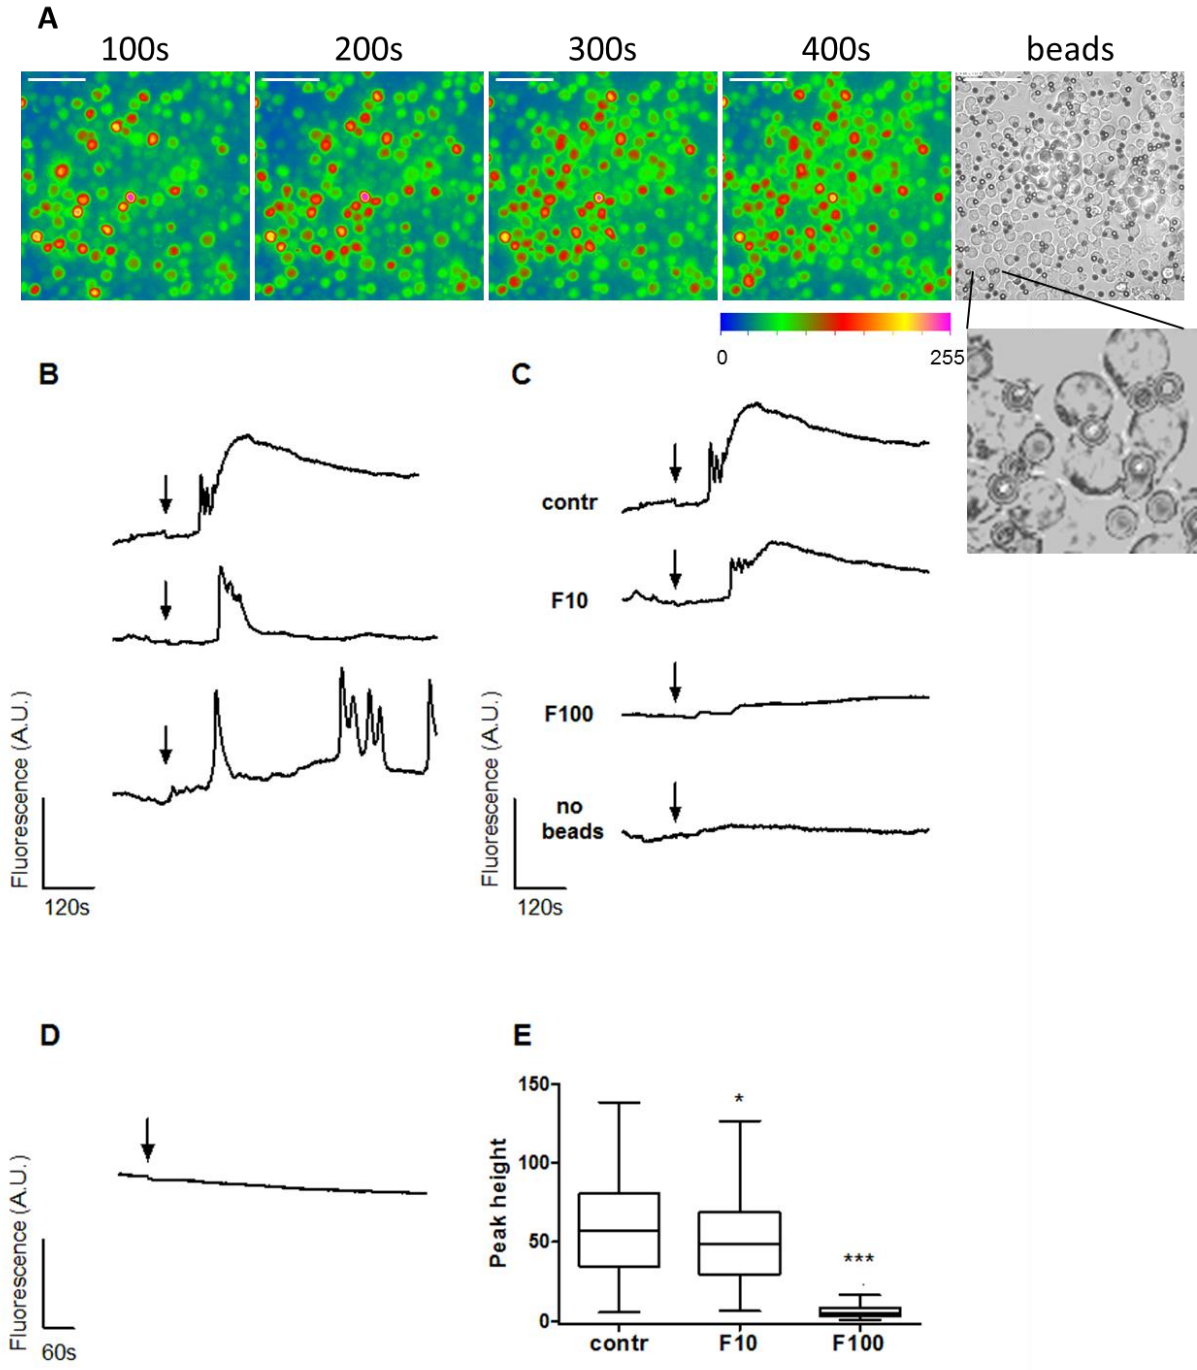 A
100s 200s 300s 400s beads
0 255
B
C
contr
F10
F100
no
beads
Fluorescence (A.U.)
120s
Fluorescence (A.U.)
120s
D
Fluorescence (A.U.)
60s
E
Peak height
150
100
50
0
*
***
contr F10 F100